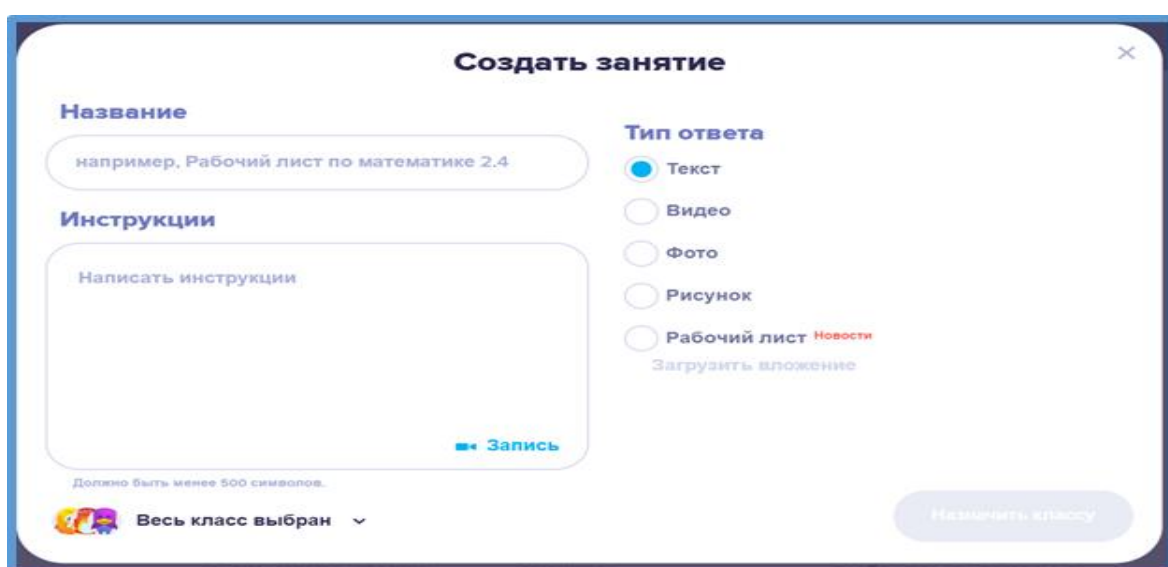 Создать занятие
Название
например, Рабочий лист по математике 2.4
Инструкции
Написать инструкции
Запись
Должно быть менее 500 символов.
Весь класс выбран
Тип ответа
Текст
Видео
Фото
Рисунок
Рабочий лист Новости
Загрузить вложение
Назначить классу